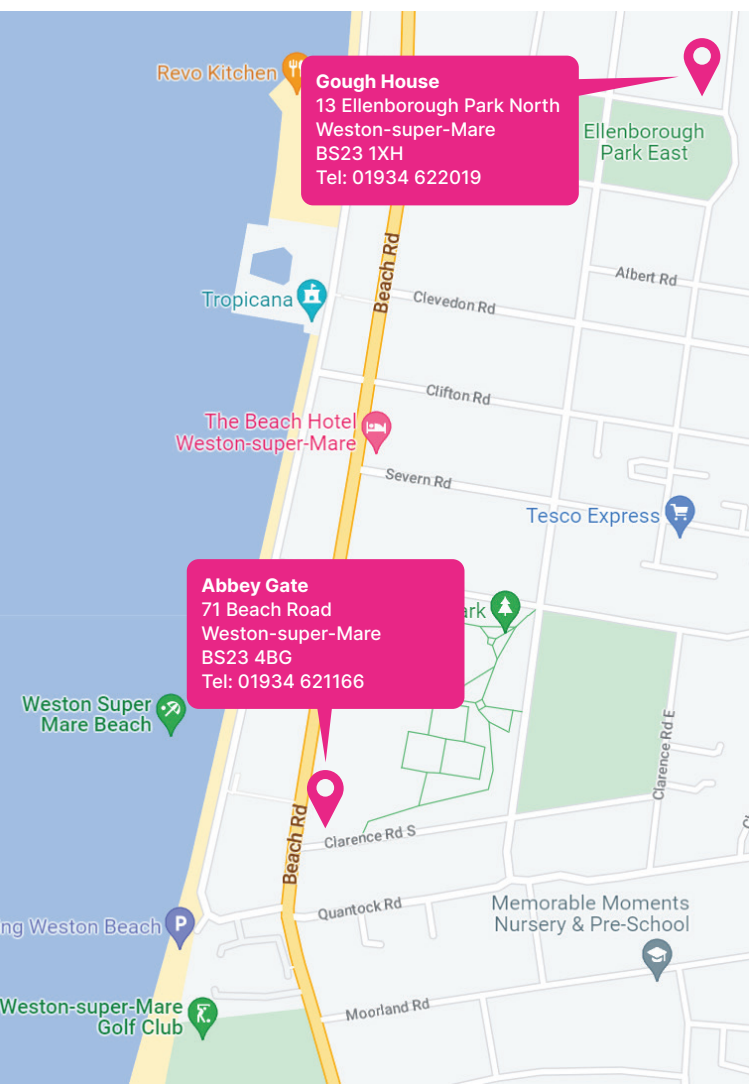 Revo Kitchen
Gough House
13 Ellenborough Park North
Weston-super-Mare
BS23 1XH
Tel: 01934 622019
Ellenborough
Park East
Beach Rd
Albert Rd
Tropicana
Clevedon Rd
Clifton Rd
The Beach Hotel
Weston-super-Mare
Severn Rd
Tesco Express
Abbey Gate
71 Beach Road
Weston-super-Mare
BS23 4BG
Tel: 01934 621166
ark
Weston Super
Mare Beach
Clarence Rd E
Beach Rd
Clarence Rd S
Quantock Rd
Memorable Moments
Nursery & Pre-School
ng Weston Beach
P
Weston-super-Mare
Golf Club
Moorland Rd